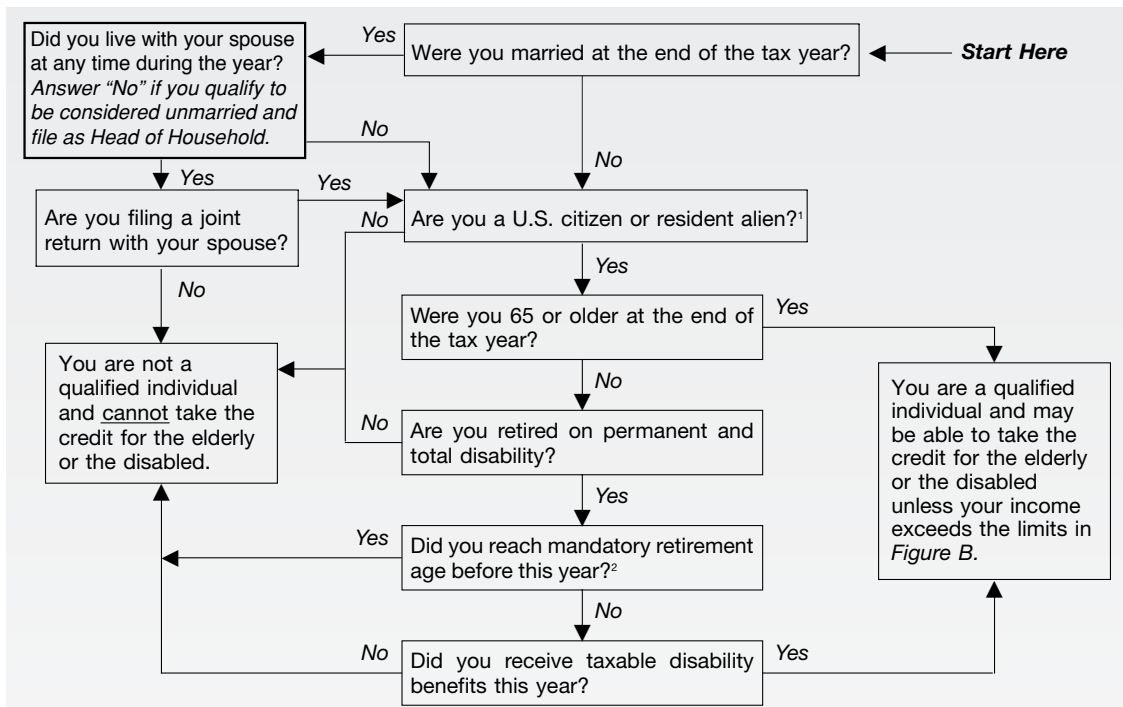 Did you live with your spouse
at any time during the year?
Answer “No” if you qualify to
be considered unmarried and
file as Head of Household.
Yes
Were you married at the end of the tax year?
Start Here
No
No
Yes
Are you filing a joint
return with your spouse?
Yes
No
Are you a U.S. citizen or resident alien?¹
No
Yes
Were you 65 or older at the end of
the tax year?
Yes
You are not a
qualified individual
and cannot take the
credit for the elderly
or the disabled.
No
No
Are you retired on permanent and
total disability?
You are a qualified
individual and may
be able to take the
credit for the elderly
or the disabled
unless your income
exceeds the limits in
Figure B.
Yes
Yes
Did you reach mandatory retirement
age before this year?²
No
No
Did you receive taxable disability
benefits this year?
Yes